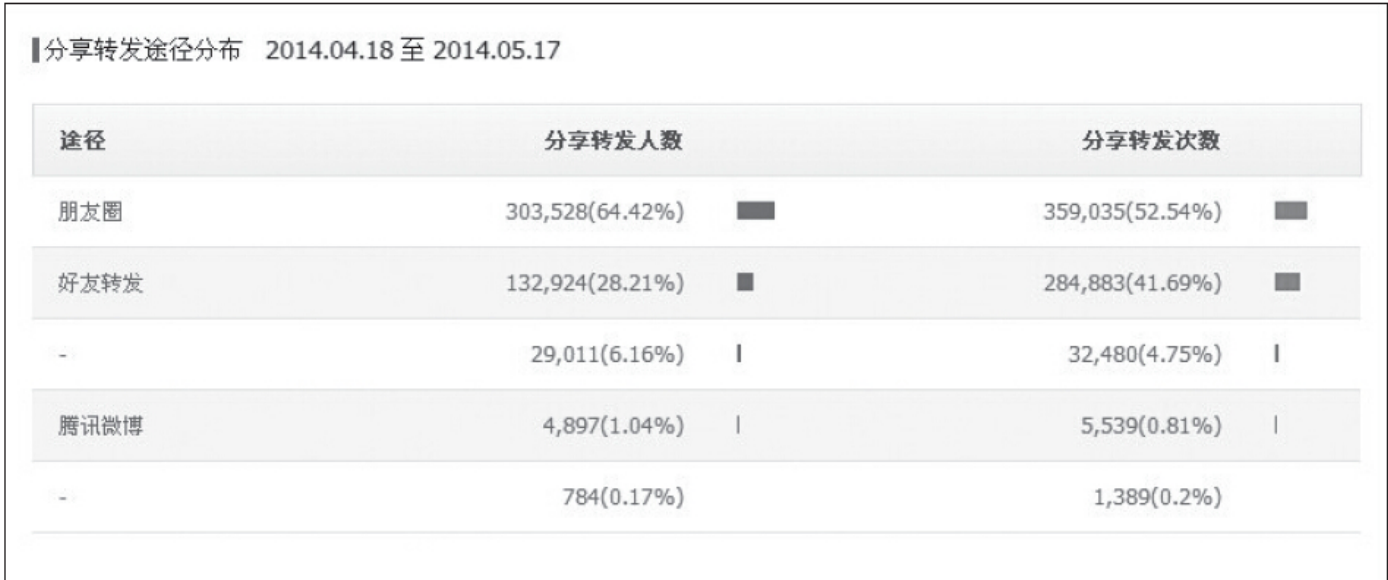 分享转发途径分布 2014.04.18 至 2014.05.17
途径 分享转发人数 分享转发次数
朋友圈 303,528(64.42%) 359,035(52.54%)
好友转发 132,924(28.21%) 284,883(41.69%)
- 29,011(6.16%) 32,480(4.75%)
腾讯微博 4,897(1.04%) 5,539(0.81%)
- 784(0.17%) 1,389(0.2%)